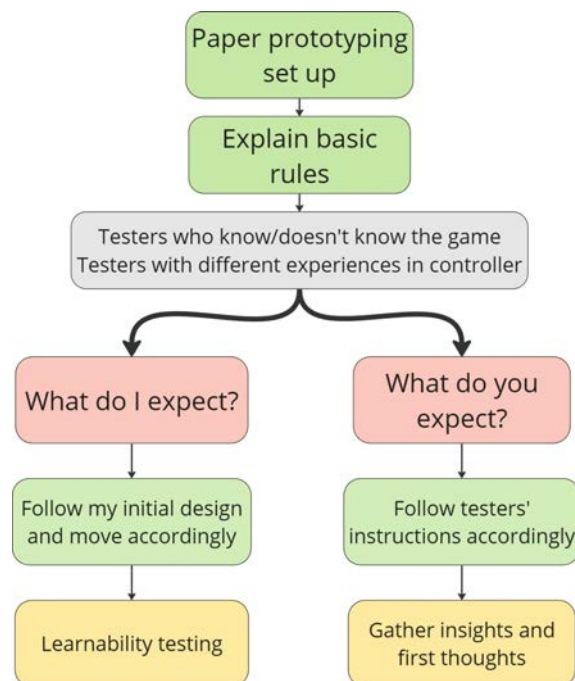 Paper prototyping
set up
Explain basic
rules
Testers who know/doesn't know the game
Testers with different experiences in controller
What do I expect?
Follow my initial design
and move accordingly
Learnability testing
What do you
expect?
Follow testers'
instructions accordingly
Gather insights and
first thoughts